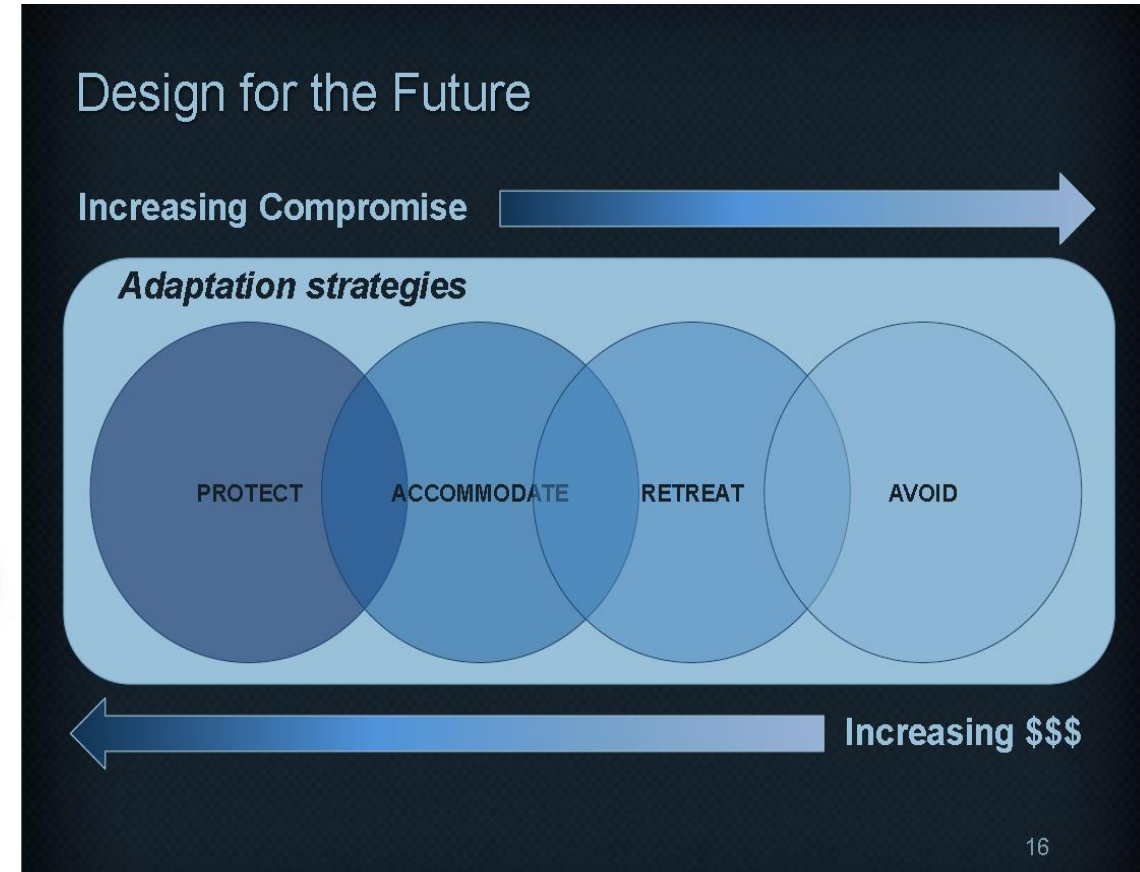 Design for the Future
Increasing Compromise
Adaptation strategies
PROTECT
ACCOMMODATE
RETREAT
AVOID
Increasing $$$
16